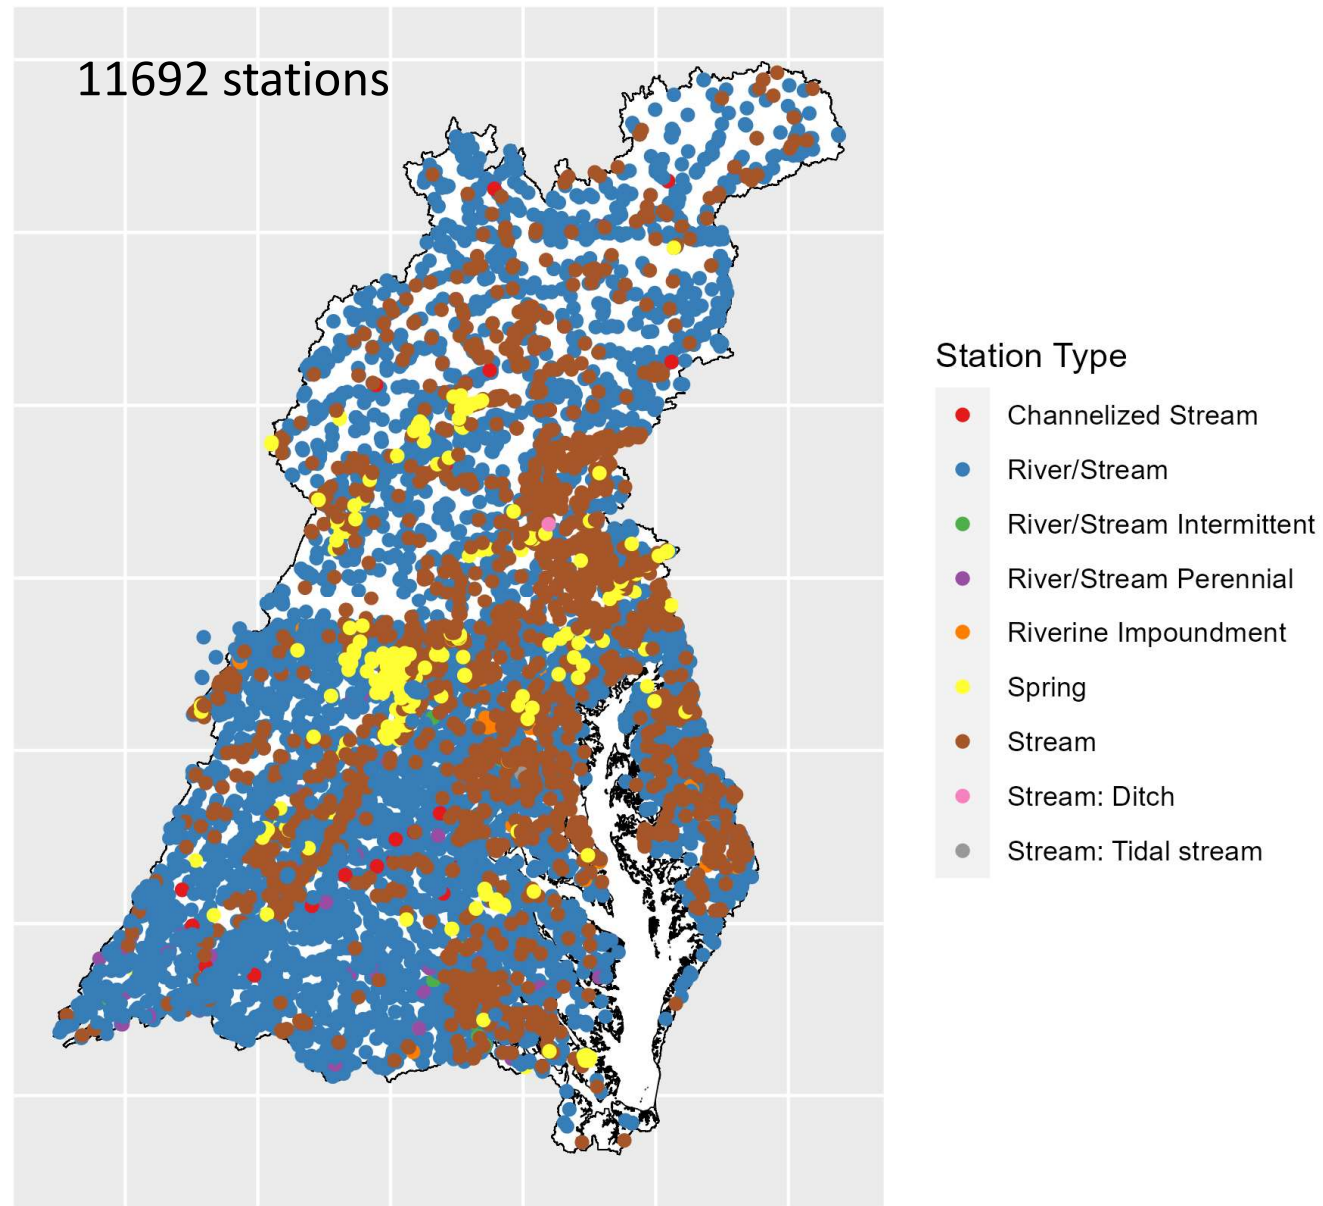 11692 stations
Station Type
Channelized Stream
River/Stream
River/Stream Intermittent
River/Stream Perennial
Riverine Impoundment
Spring
Stream
Stream: Ditch
Stream: Tidal stream